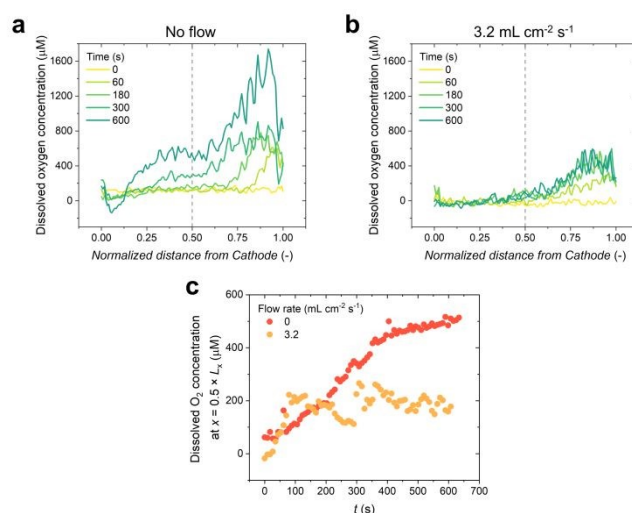 a
No flow
Dissolved oxygen concentration (μM)
1800
1200
800
400
0
Time (s)
0
60
180
300
600
0.00
0.25
0.50
0.75
1.00
Normalized distance from Cathode (-)
b
3.2 mL cm⁻² s⁻¹
Dissolved oxygen concentration (μM)
1600
1200
800
400
0
Time (s)
0
60
180
300
600
0.00
0.25
0.50
0.75
1.00
Normalized distance from Cathode (-)
c
Dissolved O₂ concentration
at x = 0.5 × Lₓ (μM)
600
400
200
0
Flow rate (mL cm⁻² s⁻¹)
0
3.2
0 100 200 300 400 500 600 700
t (s)